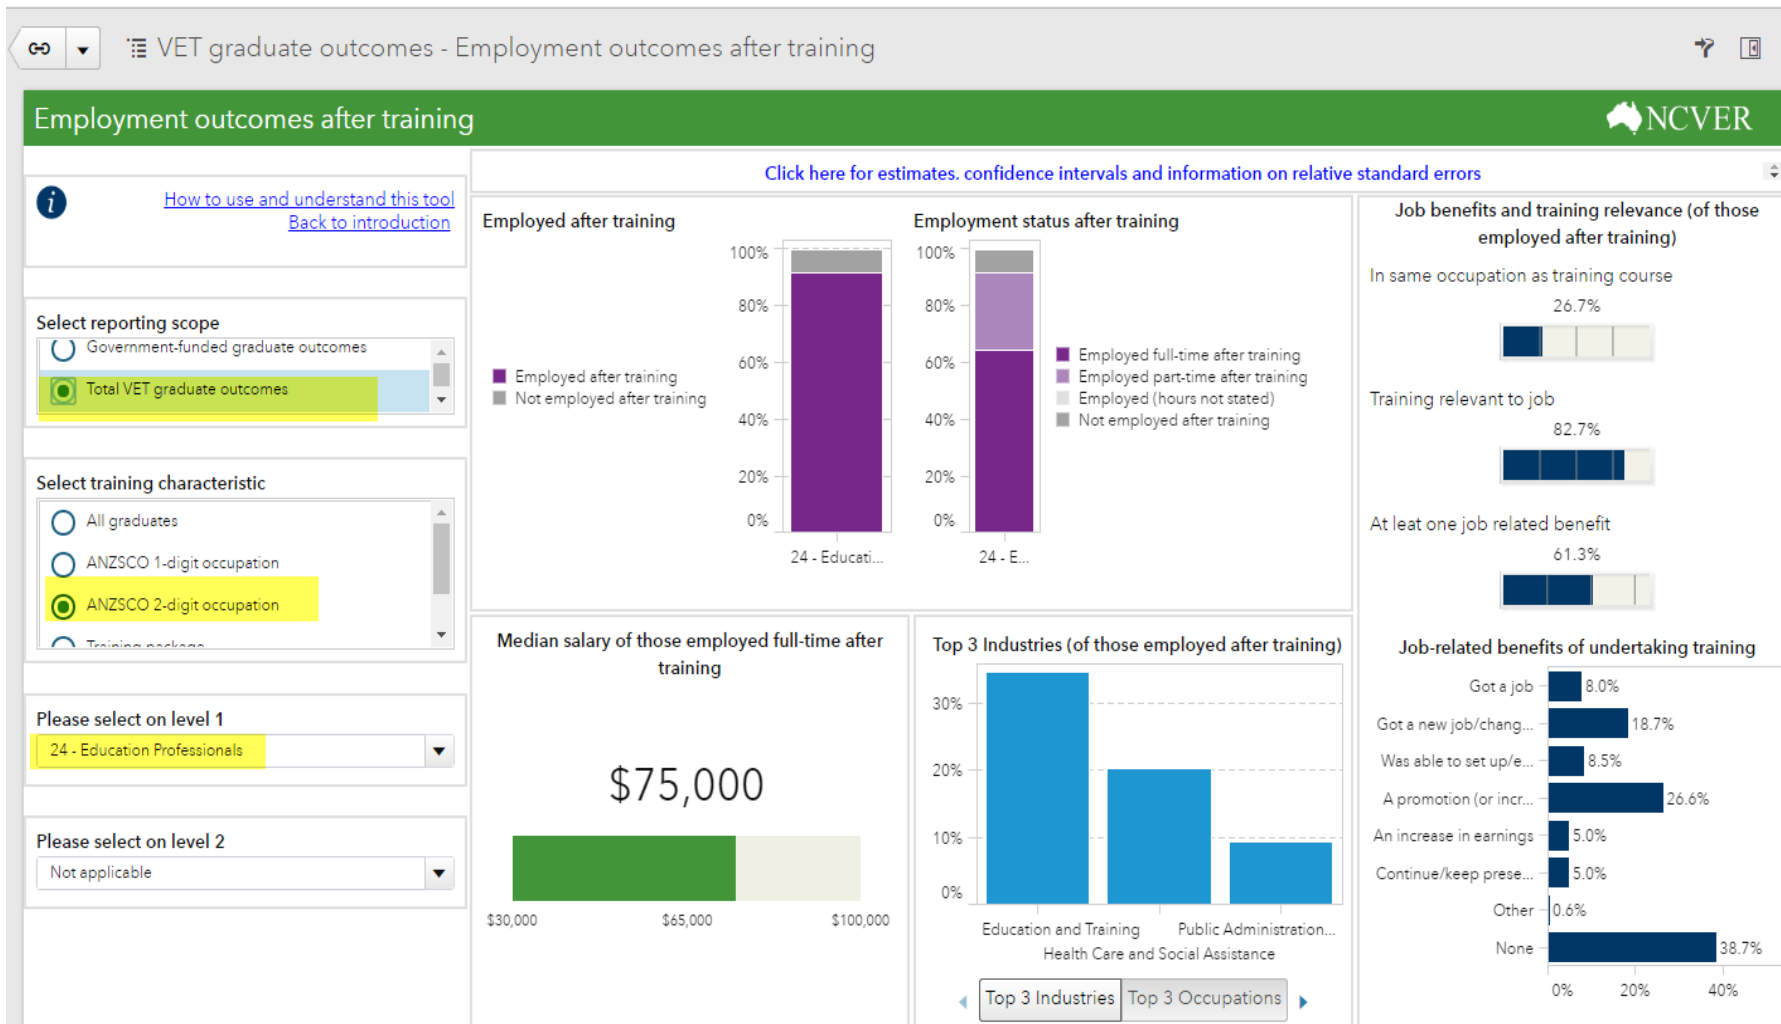 VET graduate outcomes - Employment outcomes after training
Employment outcomes after training
NCVER
How to use and understand this tool
Back to introduction
Select reporting scope
Government-funded graduate outcomes
Total VET graduate outcomes
Select training characteristic
All graduates
ANZSCO 1-digit occupation
ANZSCO 2-digit occupation
Training package
Please select on level 1
24 - Education Professionals
Please select on level 2
Not applicable
Click here for estimates. confidence intervals and information on relative standard errors
Employed after training
Employed after training
Not employed after training
100%
80%
60%
40%
20%
0%
24 - Educati...
Employment status after training
100%
80%
60%
40%
20%
0%
24 - E...
Employed full-time after training
Employed part-time after training
Employed (hours not stated)
Not employed after training
Job benefits and training relevance (of those
employed after training)
In same occupation as training course
26.7%
Training relevant to job
82.7%
At leat one job related benefit
61.3%
Median salary of those employed full-time after
training
$75,000
$30,000 $65,000 $100,000
Top 3 Industries (of those employed after training)
30%
20%
10%
0%
Education and Training Public Administration...
Health Care and Social Assistance
Top 3 Industries Top 3 Occupations
Job-related benefits of undertaking training
Got a job 8.0%
Got a new job/chang... 18.7%
Was able to set up/e... 8.5%
A promotion (or incr... 26.6%
An increase in earnings 5.0%
Continue/keep prese... 5.0%
Other 0.6%
None 38.7%
0% 20% 40%